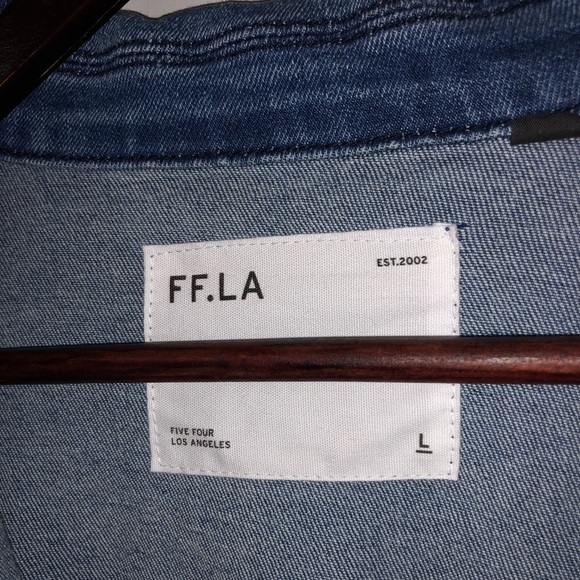 EST.2002
FF.LA
FIVE FOUR
LOS ANGELES
L